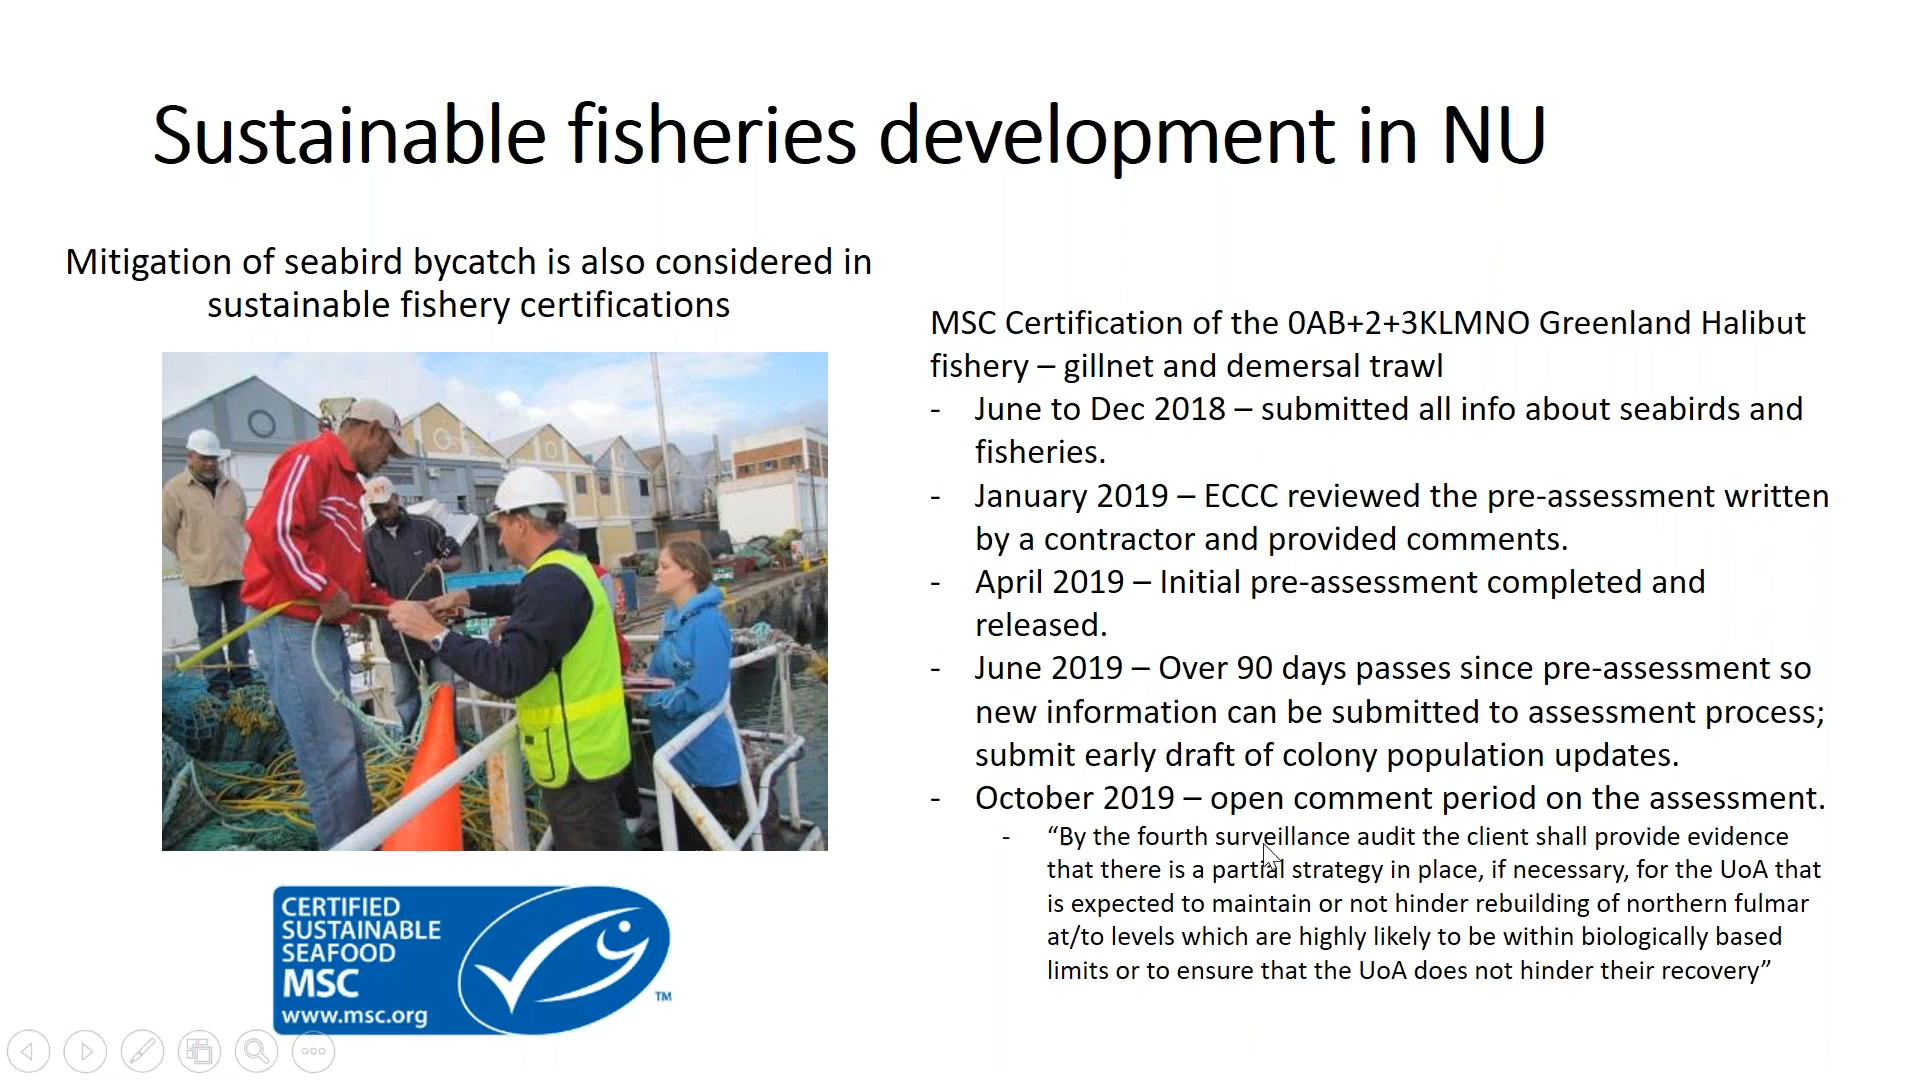 Sustainable fisheries development in NU
Mitigation of seabird bycatch is also considered in
sustainable fishery certifications
MSC Certification of the 0AB+2+3KLMNO Greenland Halibut
fishery – gillnet and demersal trawl
- June to Dec 2018 – submitted all info about seabirds and
fisheries.
- January 2019 – ECCC reviewed the pre-assessment written
by a contractor and provided comments.
- April 2019 – Initial pre-assessment completed and
released.
- June 2019 – Over 90 days passes since pre-assessment so
new information can be submitted to assessment process;
submit early draft of colony population updates.
- October 2019 – open comment period on the assessment.
- “By the fourth surveillance audit the client shall provide evidence
that there is a partial strategy in place, if necessary, for the UoA that
is expected to maintain or not hinder rebuilding of northern fulmar
at/to levels which are highly likely to be within biologically based
limits or to ensure that the UoA does not hinder their recovery”
CERTIFIED
SUSTAINABLE
SEAFOOD
MSC
www.msc.org
TM